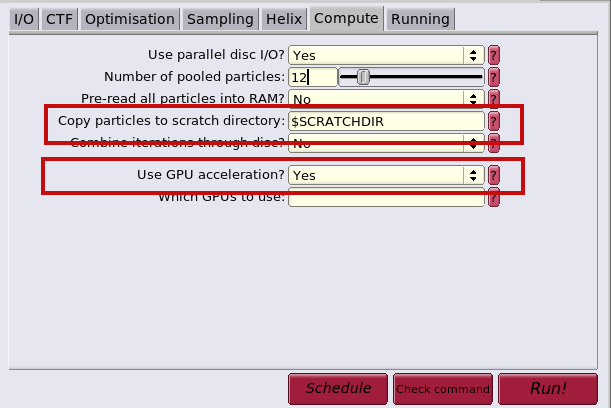 I/O CTF Optimisation Sampling Helix Compute Running
Use parallel disc I/O? Yes ?
Number of pooled particles: 12
Pre-read all particles into RAM? No ?
Copy particles to scratch directory: $SCRATCHDIR ?
Combine iterations through disc? No ?
Use GPU acceleration? Yes ?
Which GPUs to use: ?
Schedule Check command Run!